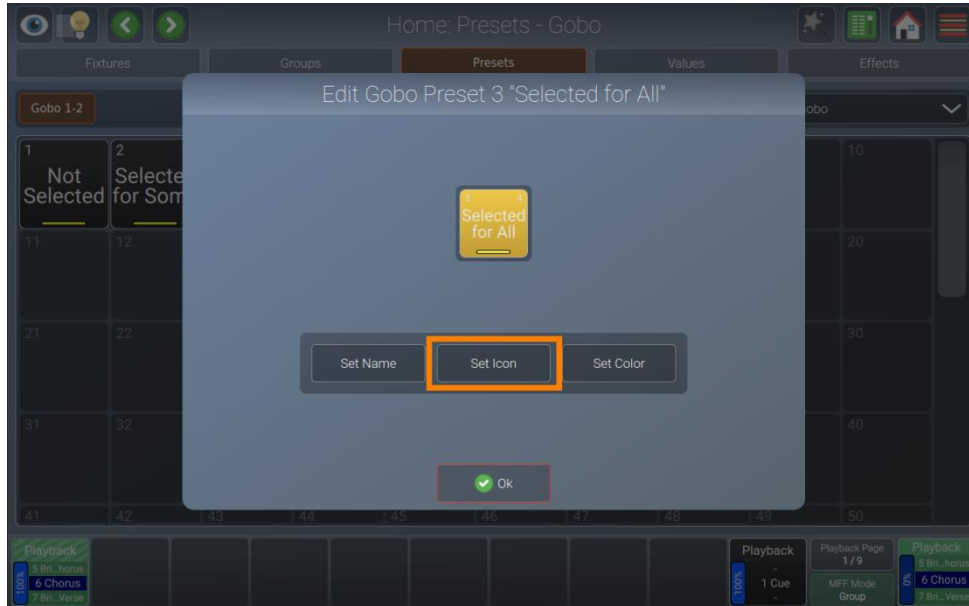 Home: Presets - Gobo
Fixtures
Groups
Presets
Values
Effects
Gobo 1-2
obo
Edit Gobo Preset 3 "Selected for All"
1
Not
Selected
2
Selecte
for Som
10
3 4
Selected
for All
11
12
20
21
22
30
Set Name
Set Icon
Set Color
31
32
40
Ok
41
42
43
44
45
46
47
48
49
50
Playback
100%
5 Bri...horus
6 Chorus
7 Bri...Verse
Playback
100%
-
1 Cue
-
Playback Page
1 / 9
MFF Mode
Group
Playback
0%
5 Bri...horus
6 Chorus
7 Bri...Verse